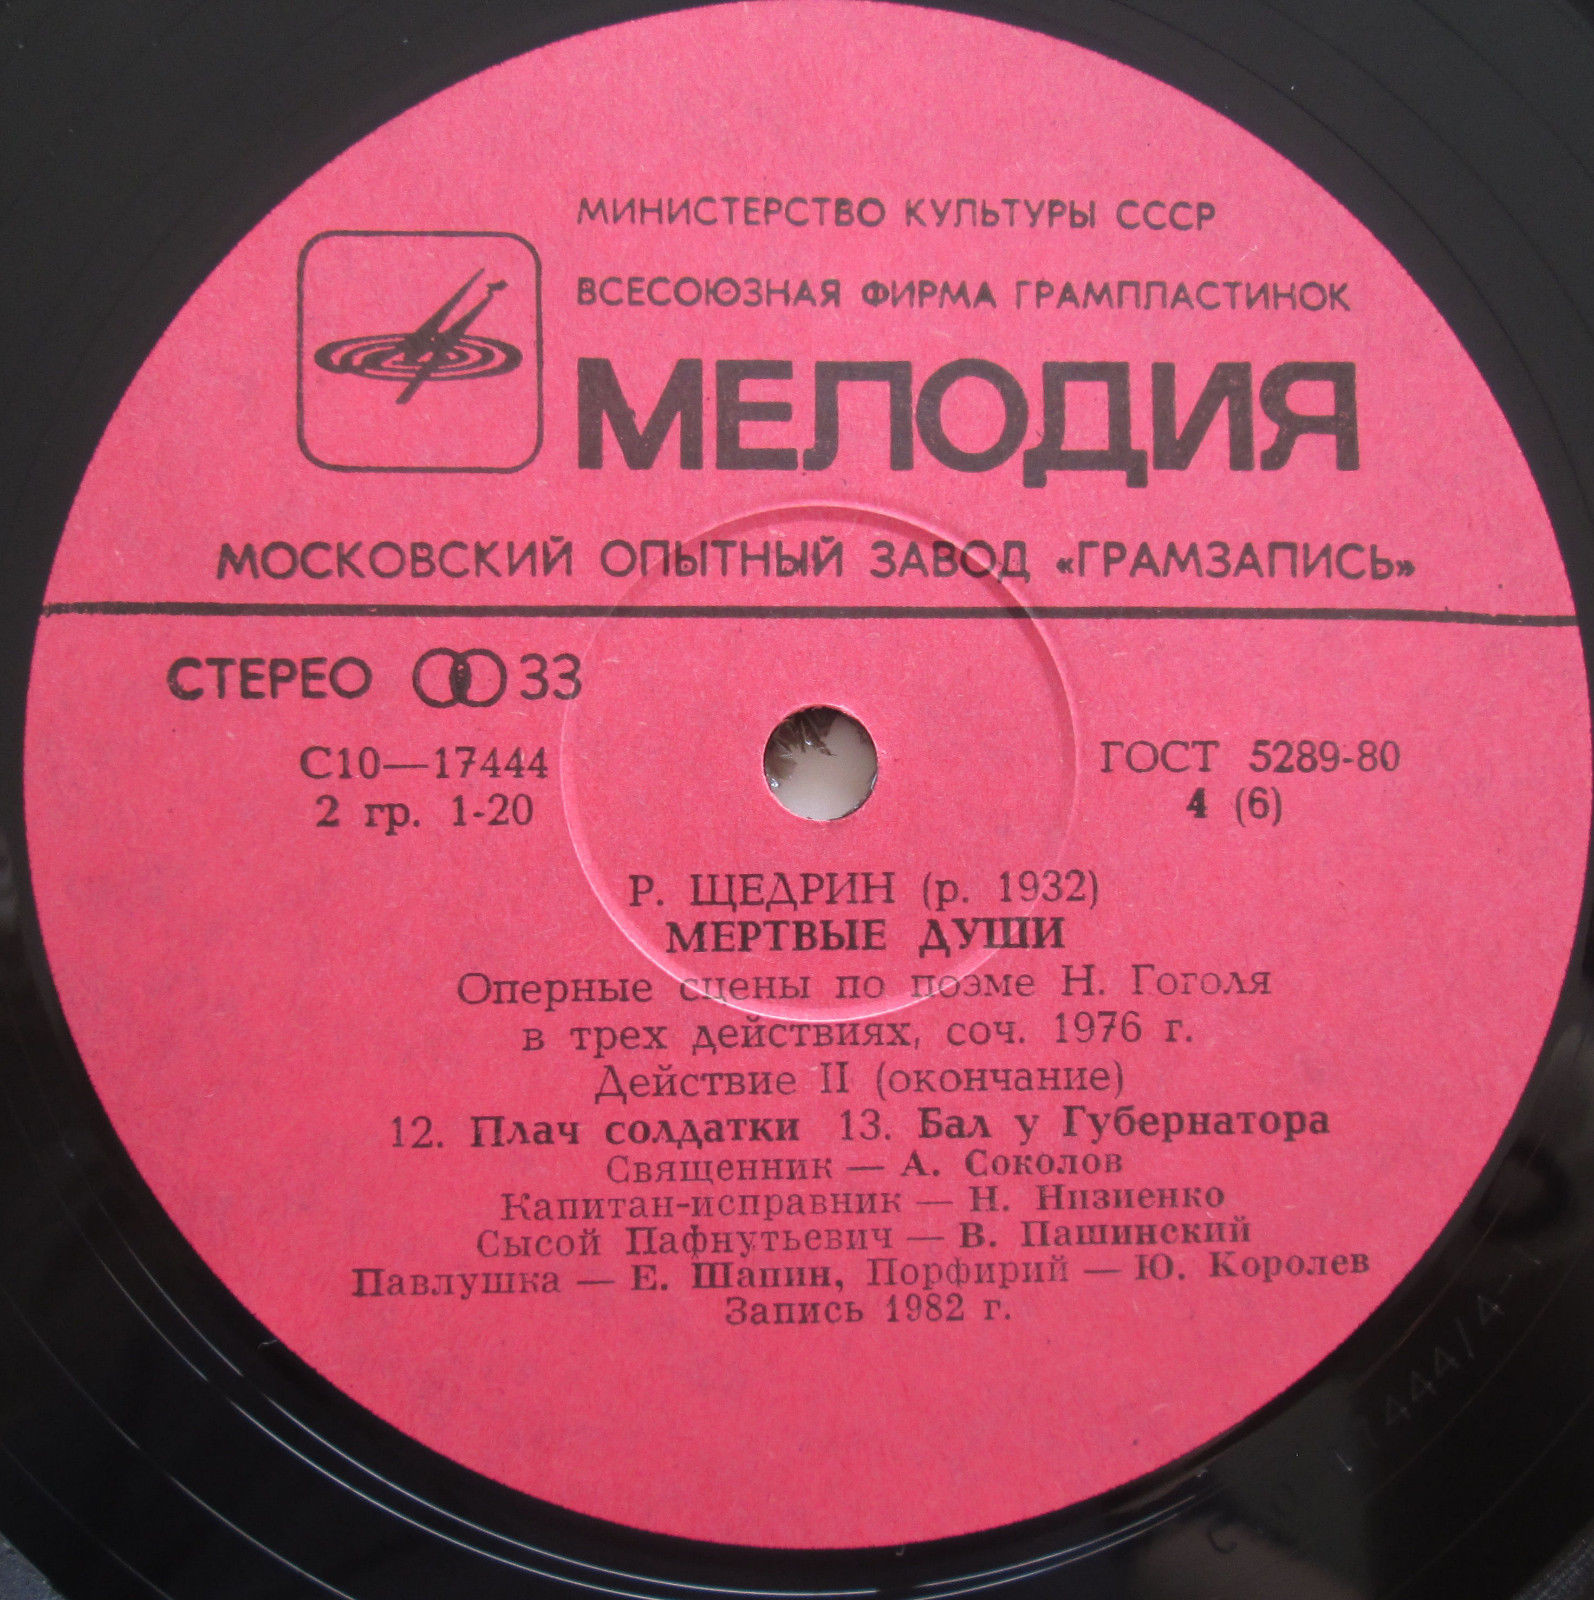 МИНИСТЕРСТВО КУЛЬТУРЫ СССР
ВСЕСОЮЗНАЯ ФИРМА ГРАМПЛАСТИНОК
МЕЛОДИЯ
МОСКОВСКИЙ ОПЫТНЫЙ ЗАВОД «ГРАМЗАПИСЬ»
СТЕРЕО 33
С10—17444
2 гр. 1-20
ГОСТ 5289-80
4 (6)
Р. ЩЕДРИН (р. 1932)
МЕРТВЫЕ ДУШИ
Оперные сцены по поэме Н. Гоголя
в трех действиях, соч. 1976 г.
Действие II (окончание)
12. Плач солдатки 13. Бал у Губернатора
Священник — А. Соколов
Капитан-исправник — Н. Низиенко
Сысой Пафнутьевич — В. Пашинский
Павлушка — Е. Шапин, Порфирий — Ю. Королев
Запись 1982 г.